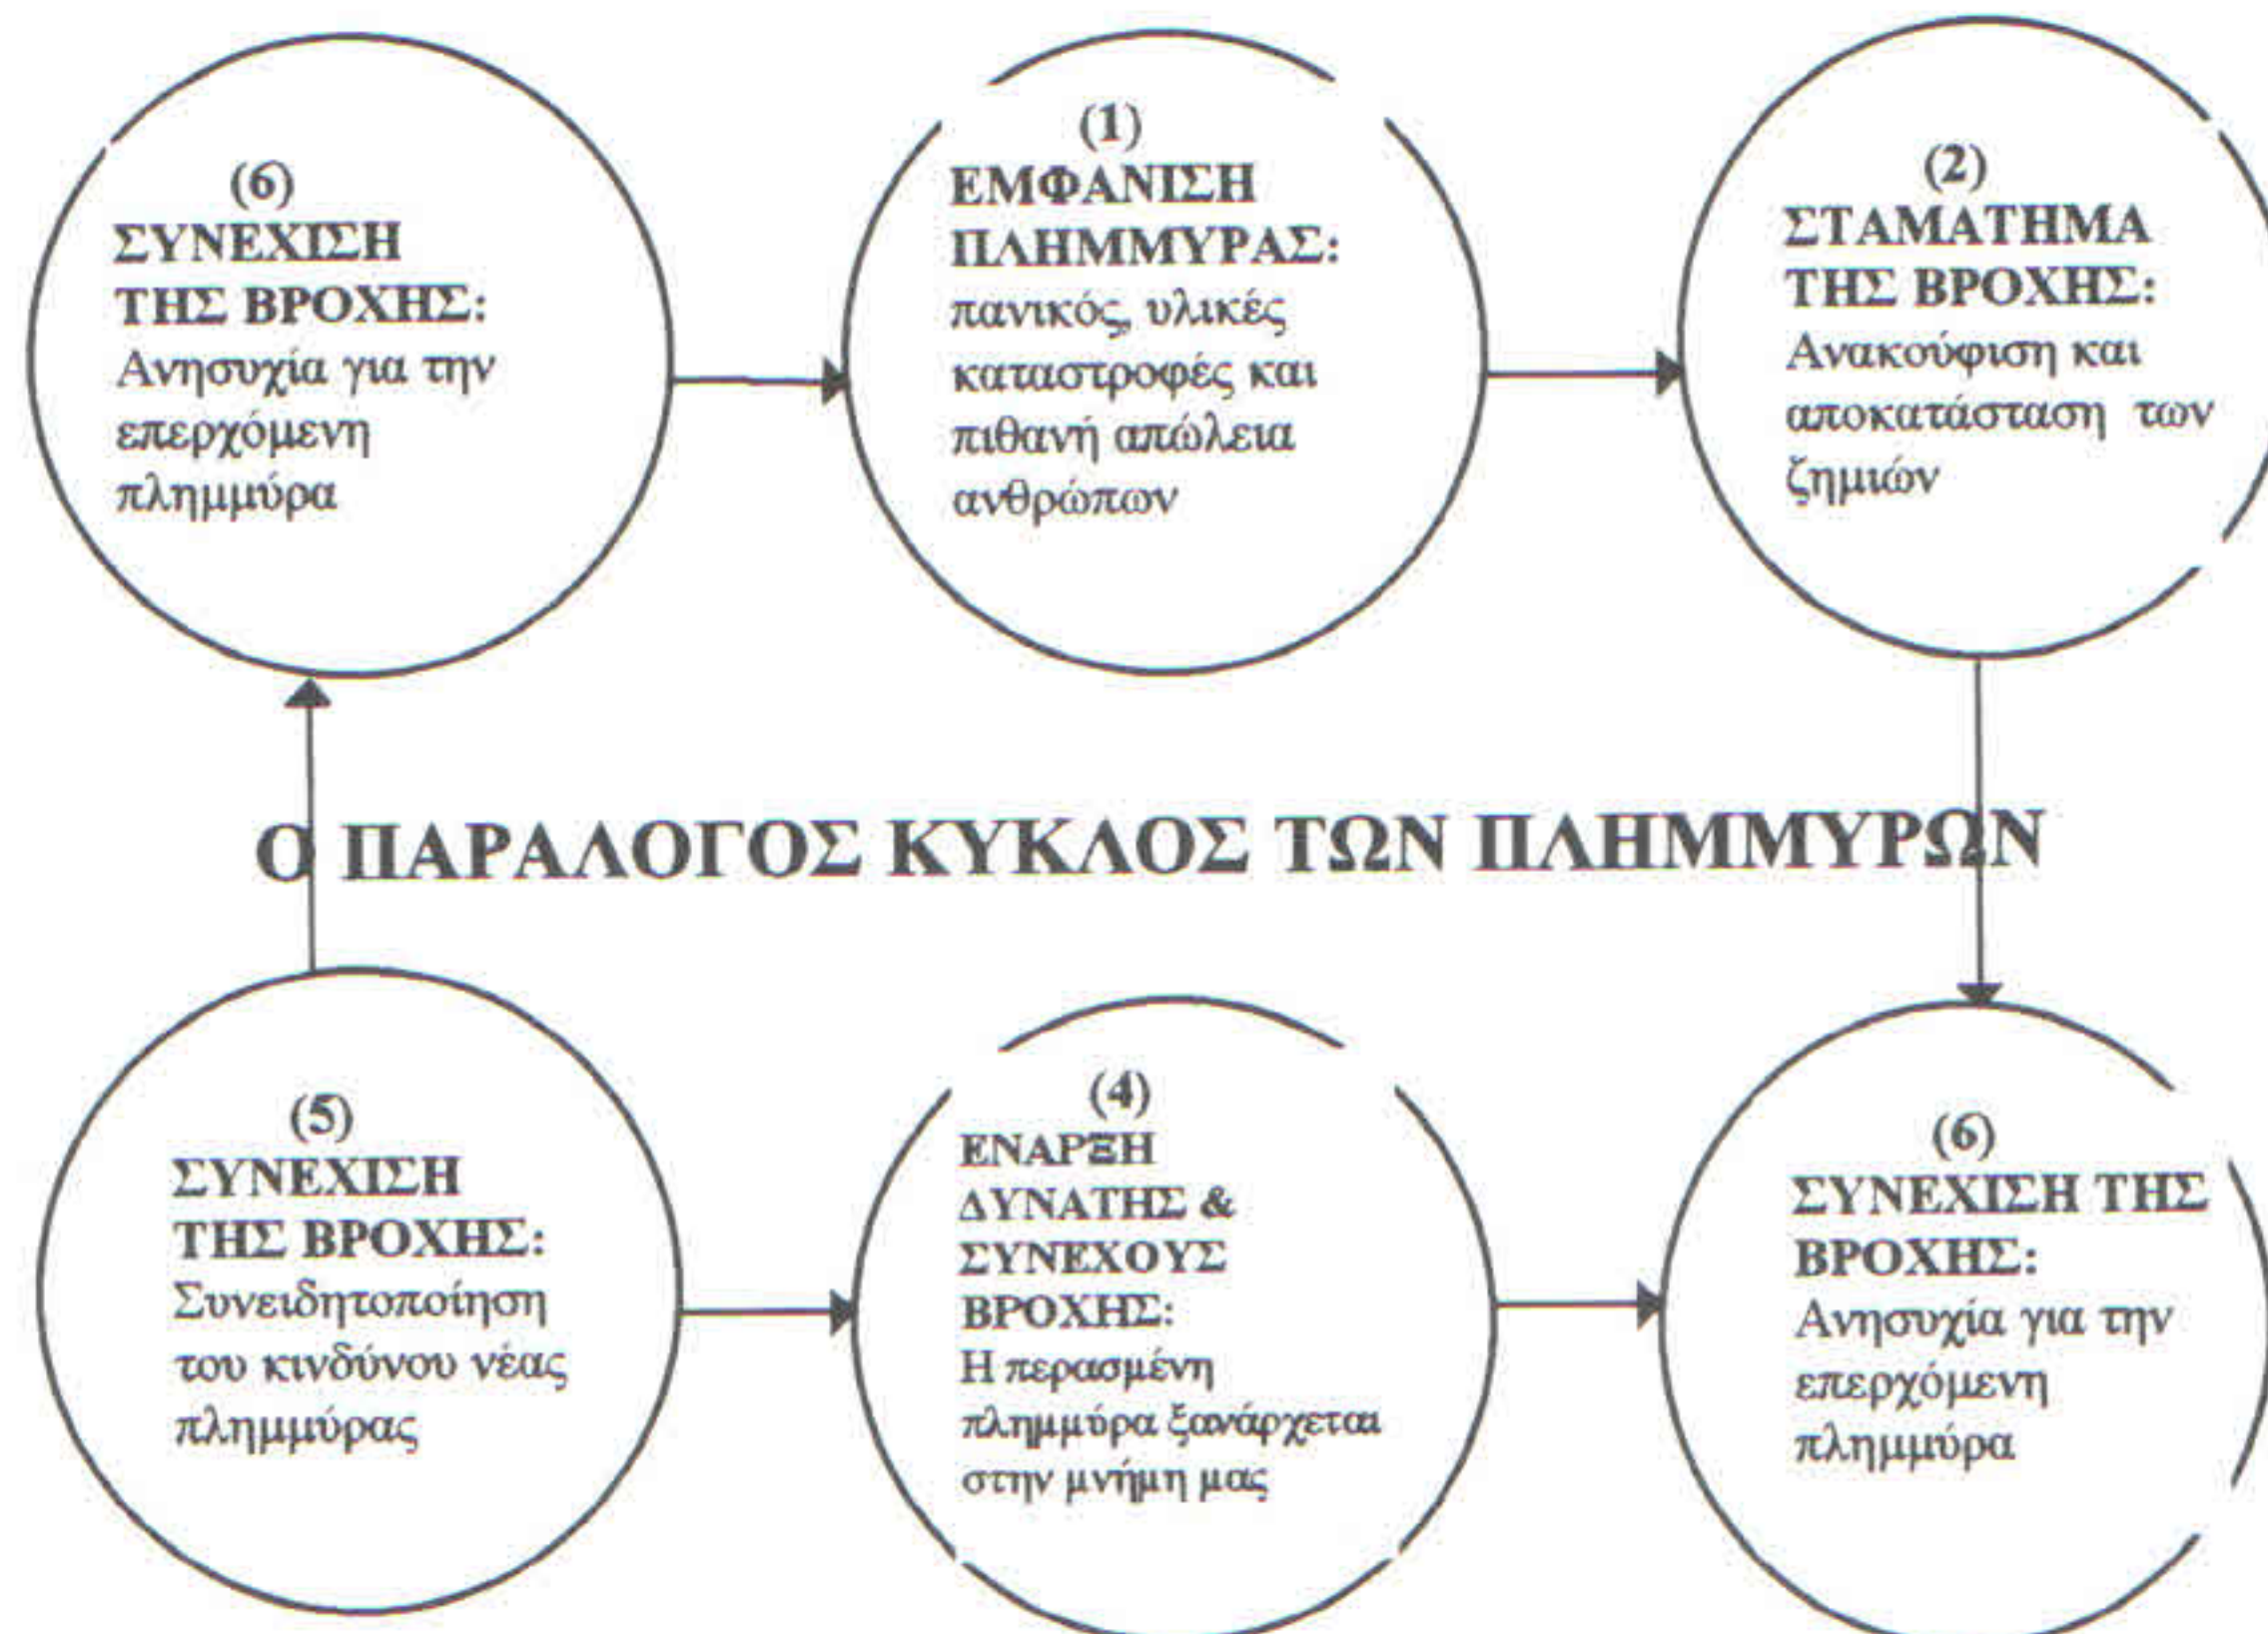 (6)
ΣΥΝΕΧΙΣΗ
ΤΗΣ ΒΡΟΧΗΣ:
Ανησυχία για την
επερχόμενη
πλημμύρα
(1)
ΕΜΦΑΝΙΣΗ
ΠΛΗΜΜΥΡΑΣ:
πανικός, υλικές
καταστροφές και
πιθανή απώλεια
ανθρώπων
(2)
ΣΤΑΜΑΤΗΜΑ
ΤΗΣ ΒΡΟΧΗΣ:
Ανακούφιση και
αποκατάσταση των
ζημιών
Ο ΠΑΡΑΛΟΓΟΣ ΚΥΚΛΟΣ ΤΩΝ ΠΛΗΜΜΥΡΩΝ
(5)
ΣΥΝΕΧΙΣΗ
ΤΗΣ ΒΡΟΧΗΣ:
Συνειδητοποίηση
του κινδύνου νέας
πλημμύρας
(4)
ΕΝΑΡΞΗ
ΔΥΝΑΤΗΣ &
ΣΥΝΕΧΟΥΣ
ΒΡΟΧΗΣ:
Η περασμένη
πλημμύρα ξανάρχεται
στην μνήμη μας
(6)
ΣΥΝΕΧΙΣΗ ΤΗΣ
ΒΡΟΧΗΣ:
Ανησυχία για την
επερχόμενη
πλημμύρα